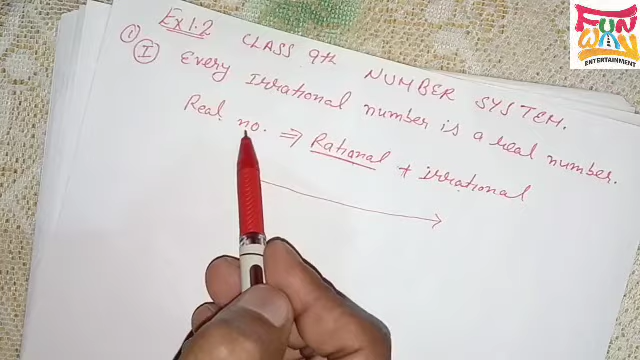 Ex 1.2 CLASS 9th NUMBER SYSTEM.
① Ⓘ Every Irrational number is a real number.
Real no. ⇒ Rational + irrational
FUN
WAY
ENTERTAINMENT